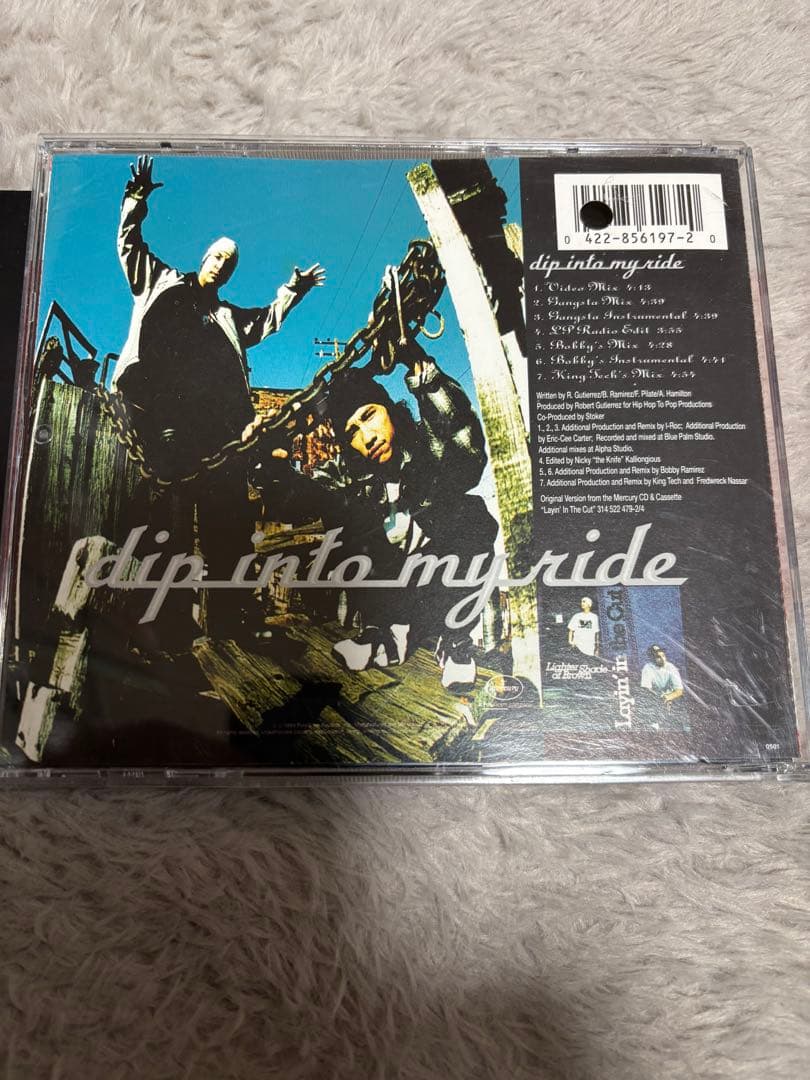 0 422-856197-2 0
dip into my ride
1. Video Mix 4:13
2. Gangsta Mix 4:39
3. Gangsta Instrumental 4:39
4. LP Radio Edit 3:55
5. Bobby's Mix 4:28
6. Bobby's Instrumental 4:41
7. King Tech's Mix 4:54
Written by R. Gutierrez/B. Ramirez/F. Pilate/A. Hamilton
Produced by Robert Gutierrez for Hip Hop To Pop Productions
Co-Produced by Stoker
1., 2., 3. Additional Production and Remix by I-Roc; Additional Production
by Eric-Cee Carter; Recorded and mixed at Blue Palm Studio.
Additional mixes at Alpha Studio.
4. Edited by Nicky "the Knife" Kalliongious
5., 6. Additional Production and Remix by Bobby Ramirez
7. Additional Production and Remix by King Tech and Fredwreck Nassar
Original Version from the Mercury CD & Cassette
"Layin' In The Cut" 314 522 479-2/4
dip into my ride
Lighter Shade
of Brown
Layin' in The Cut
Mercury
0501